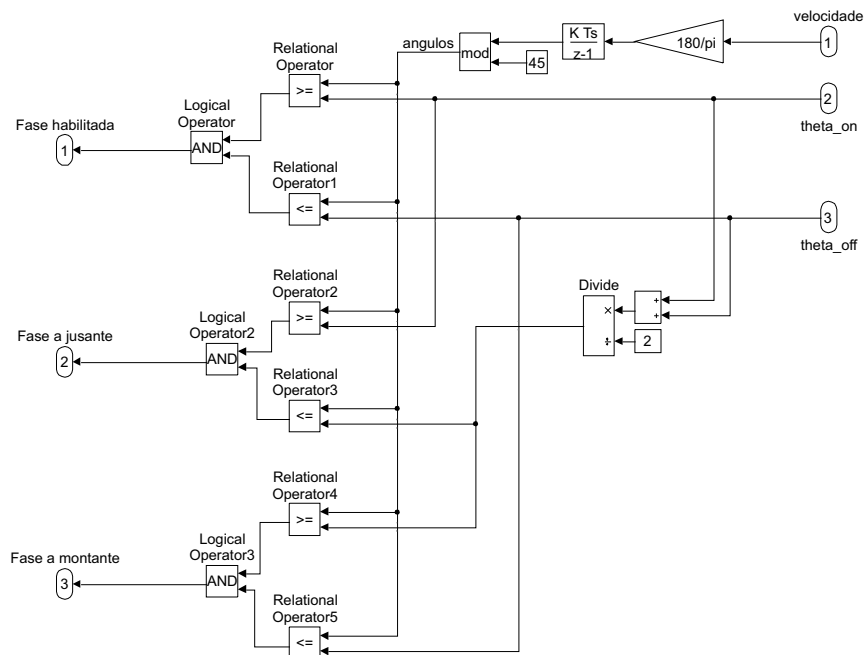 velocidade
1
180/pi
K Ts
z-1
angulos
mod
45
Relational
Operator
>=
2
theta_on
Logical
Operator
AND
Fase habilitada
1
Relational
Operator1
<=
3
theta_off
Relational
Operator2
>=
Divide
×
÷
+
+
2
Logical
Operator2
AND
Fase a jusante
2
Relational
Operator3
<=
Relational
Operator4
>=
Logical
Operator3
AND
Fase a montante
3
Relational
Operator5
<=